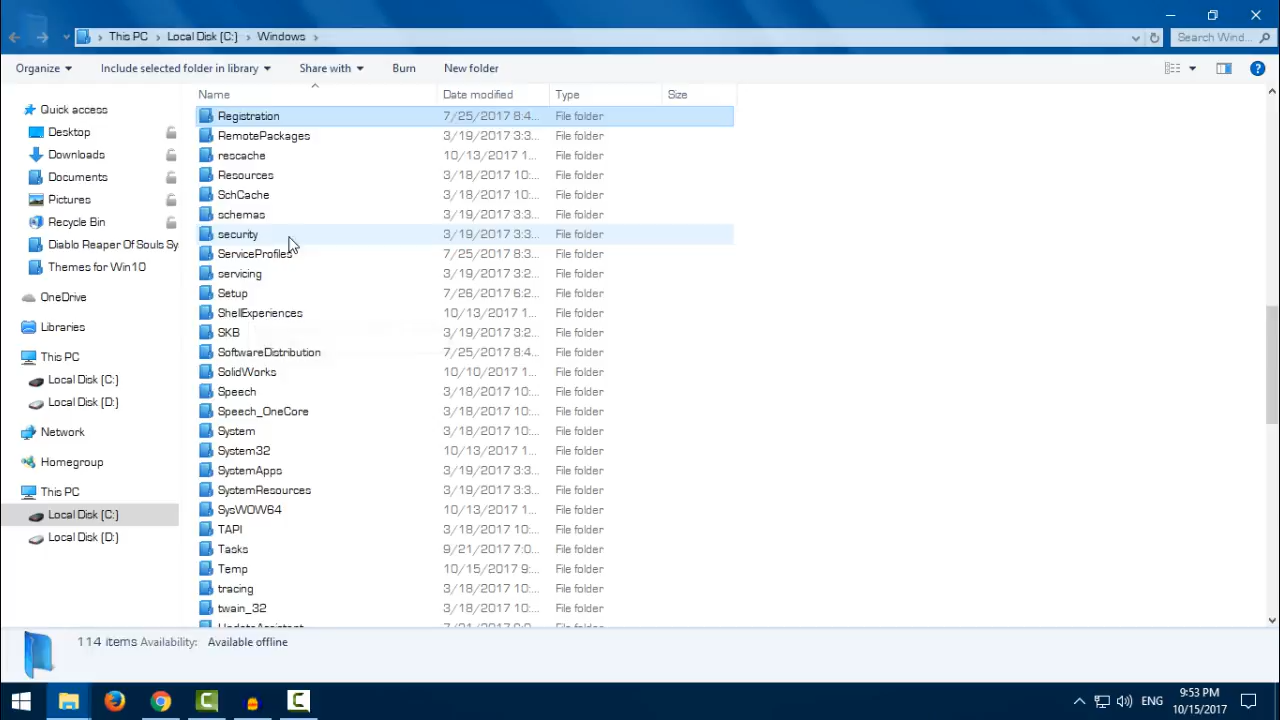 This PC > Local Disk (C:) > Windows >
Search Wind...
Organize
Include selected folder in library
Share with
Burn
New folder
Name
Date modified
Type
Size
Quick access
Desktop
Downloads
Documents
Pictures
Recycle Bin
Diablo Reaper Of Souls Sy
Themes for Win10
OneDrive
Libraries
This PC
Local Disk (C:)
Local Disk (D:)
Network
Homegroup
This PC
Local Disk (C:)
Local Disk (D:)
Registration 7/25/2017 8:4... File folder
RemotePackages 3/19/2017 3:3... File folder
rescache 10/13/2017 1... File folder
Resources 3/18/2017 10:... File folder
SchCache 3/18/2017 10:... File folder
schemas 3/19/2017 3:3... File folder
security 3/19/2017 3:3... File folder
ServiceProfiles 7/25/2017 8:3... File folder
servicing 3/19/2017 3:2... File folder
Setup 7/26/2017 6:2... File folder
ShellExperiences 10/13/2017 1... File folder
SKB 3/19/2017 3:2... File folder
SoftwareDistribution 7/25/2017 8:4... File folder
SolidWorks 10/10/2017 1... File folder
Speech 3/18/2017 10:... File folder
Speech_OneCore 3/18/2017 10:... File folder
System 3/18/2017 10:... File folder
System32 10/13/2017 1... File folder
SystemApps 3/19/2017 3:3... File folder
SystemResources 3/19/2017 3:3... File folder
SysWOW64 10/13/2017 1... File folder
TAPI 3/18/2017 10:... File folder
Tasks 9/21/2017 7:0... File folder
Temp 10/15/2017 9:... File folder
tracing 3/18/2017 10:... File folder
twain_32 3/18/2017 10:... File folder
UpdateAssistant File folder
114 items Availability: Available offline
ENG
9:53 PM
10/15/2017